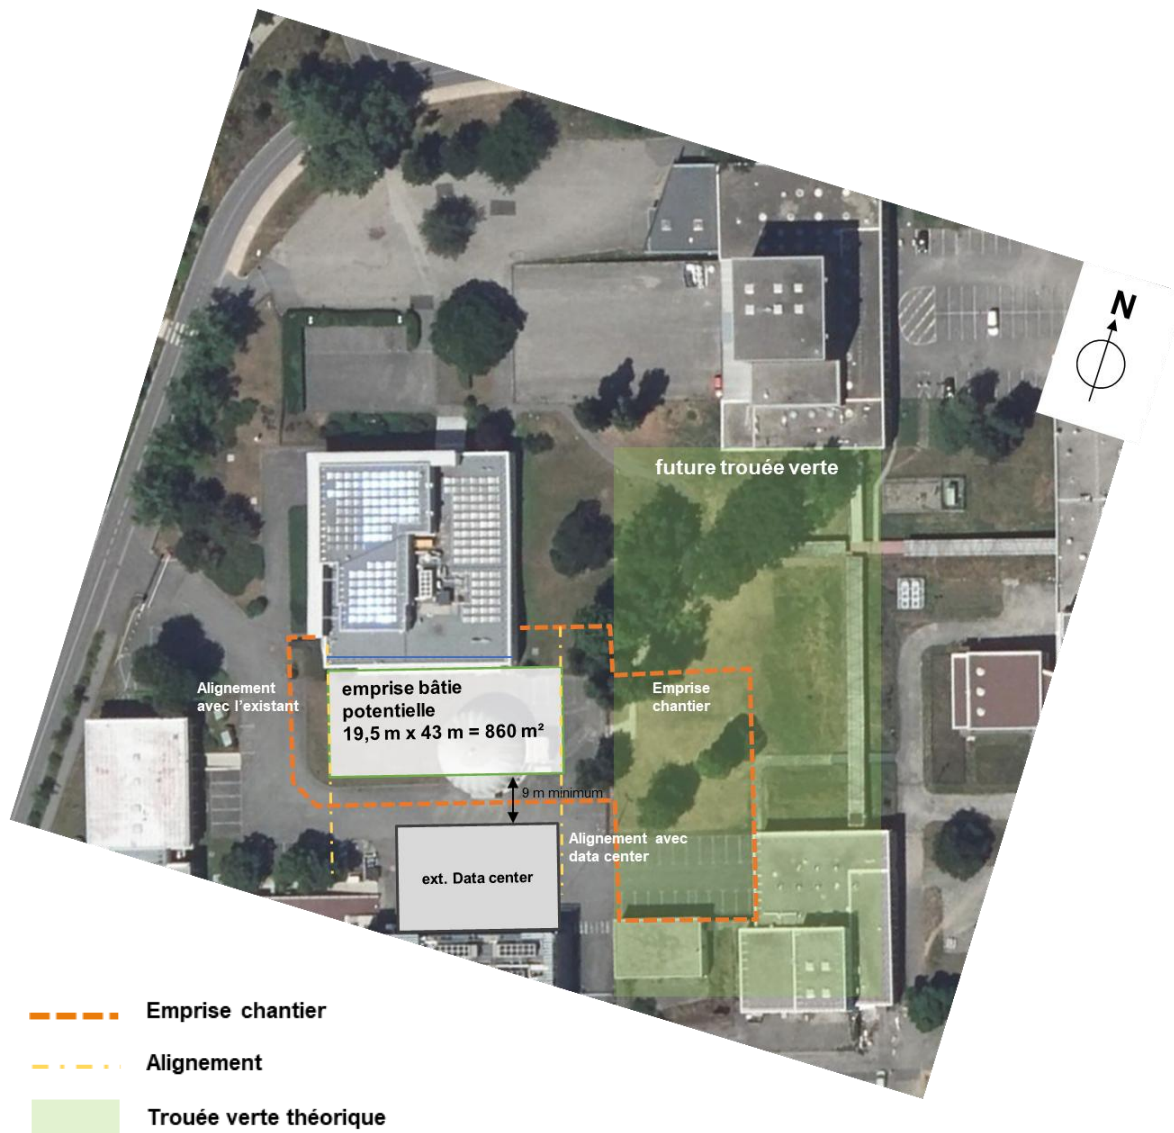 N
future trouée verte
Alignement
avec l'existant
emprise bâtie
potentielle
19,5 m x 43 m = 860 m²
Emprise
chantier
9 m minimum
Alignement avec
data center
ext. Data center
Emprise chantier
Alignement
Trouée verte théorique